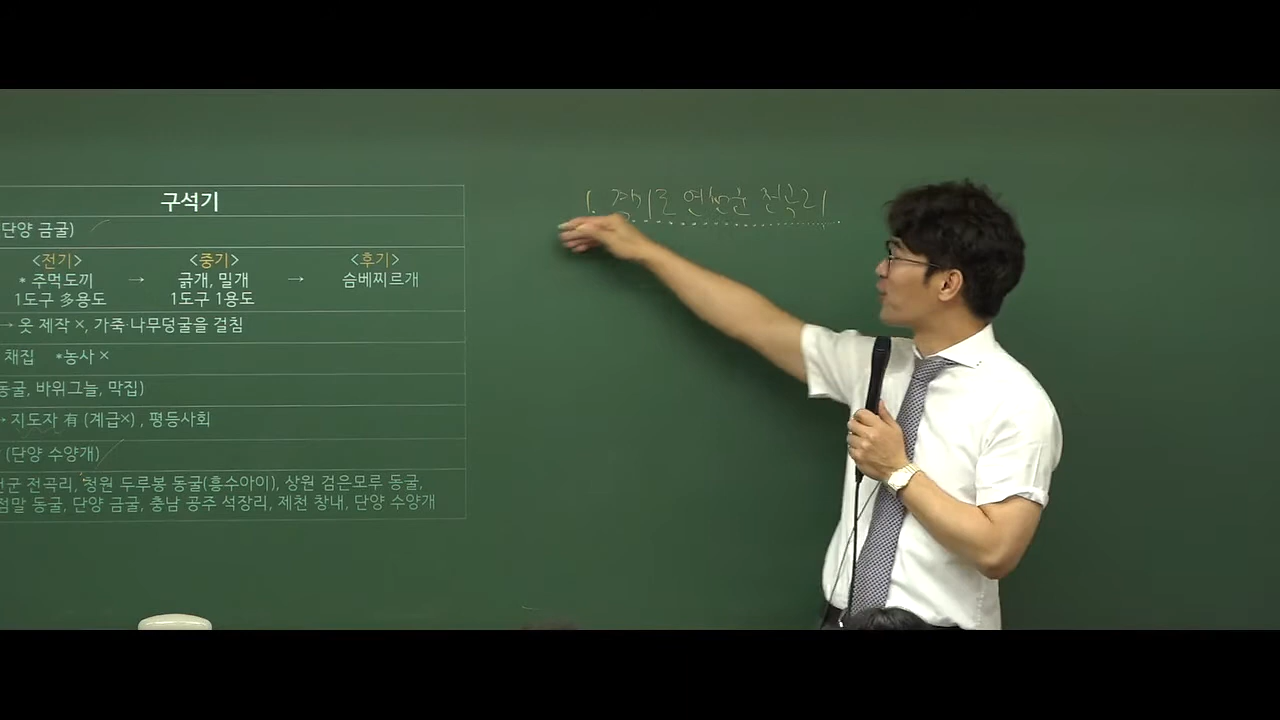 구석기
단양 금굴)
<전기> <중기> <후기>
* 주먹도끼 → 긁개, 밀개 → 슴베찌르개
1도구 多용도 1도구 1용도
→ 옷 제작 ×, 가죽 나무덩굴을 걸침
채집 *농사 ×
동굴, 바위그늘, 막집)
→ 지도자 有 (계급×) , 평등사회
(단양 수양개)
전곡리, 청원 두루봉 동굴(흥수아이), 상원 검은모루 동굴,
점말 동굴, 단양 금굴, 충남 공주 석장리, 제천 창내, 단양 수양개
1. 경기도 연천군 전곡리